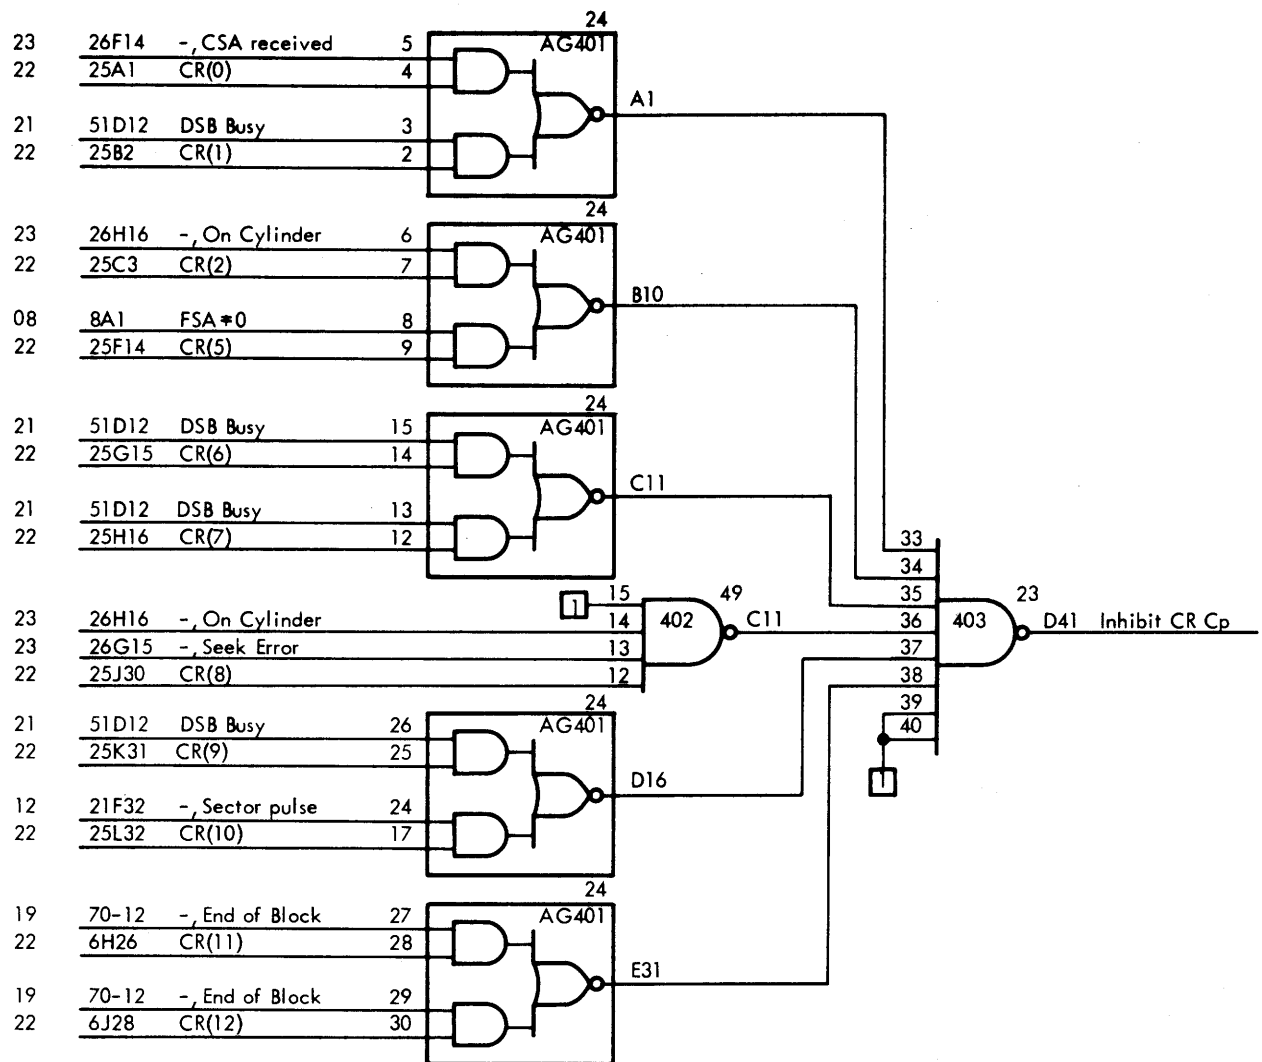 24
23 26F14 -,CSA received 5 AG401
22 25A1 CR(0) 4
A1
21 51D12 DSB Busy 3
22 25B2 CR(1) 2
24
23 26H16 -,On Cylinder 6 AG401
22 25C3 CR(2) 7
B10
08 8A1 FSA≠0 8
22 25F14 CR(5) 9
24
21 51D12 DSB Busy 15 AG401
22 25G15 CR(6) 14
C11
21 51D12 DSB Busy 13
22 25H16 CR(7) 12
33
34
35
36
37
38
39
40
1
403 23
D41 Inhibit CR Cp
1 15 402 49
C11
23 26H16 -,On Cylinder 14
23 26G15 -,Seek Error 13
22 25J30 CR(8) 12
24
21 51D12 DSB Busy 26 AG401
22 25K31 CR(9) 25
D16
12 21F32 -,Sector pulse 24
22 25L32 CR(10) 17
24
19 70-12 -,End of Block 27 AG401
22 6H26 CR(11) 28
E31
19 70-12 -,End of Block 29
22 6J28 CR(12) 30